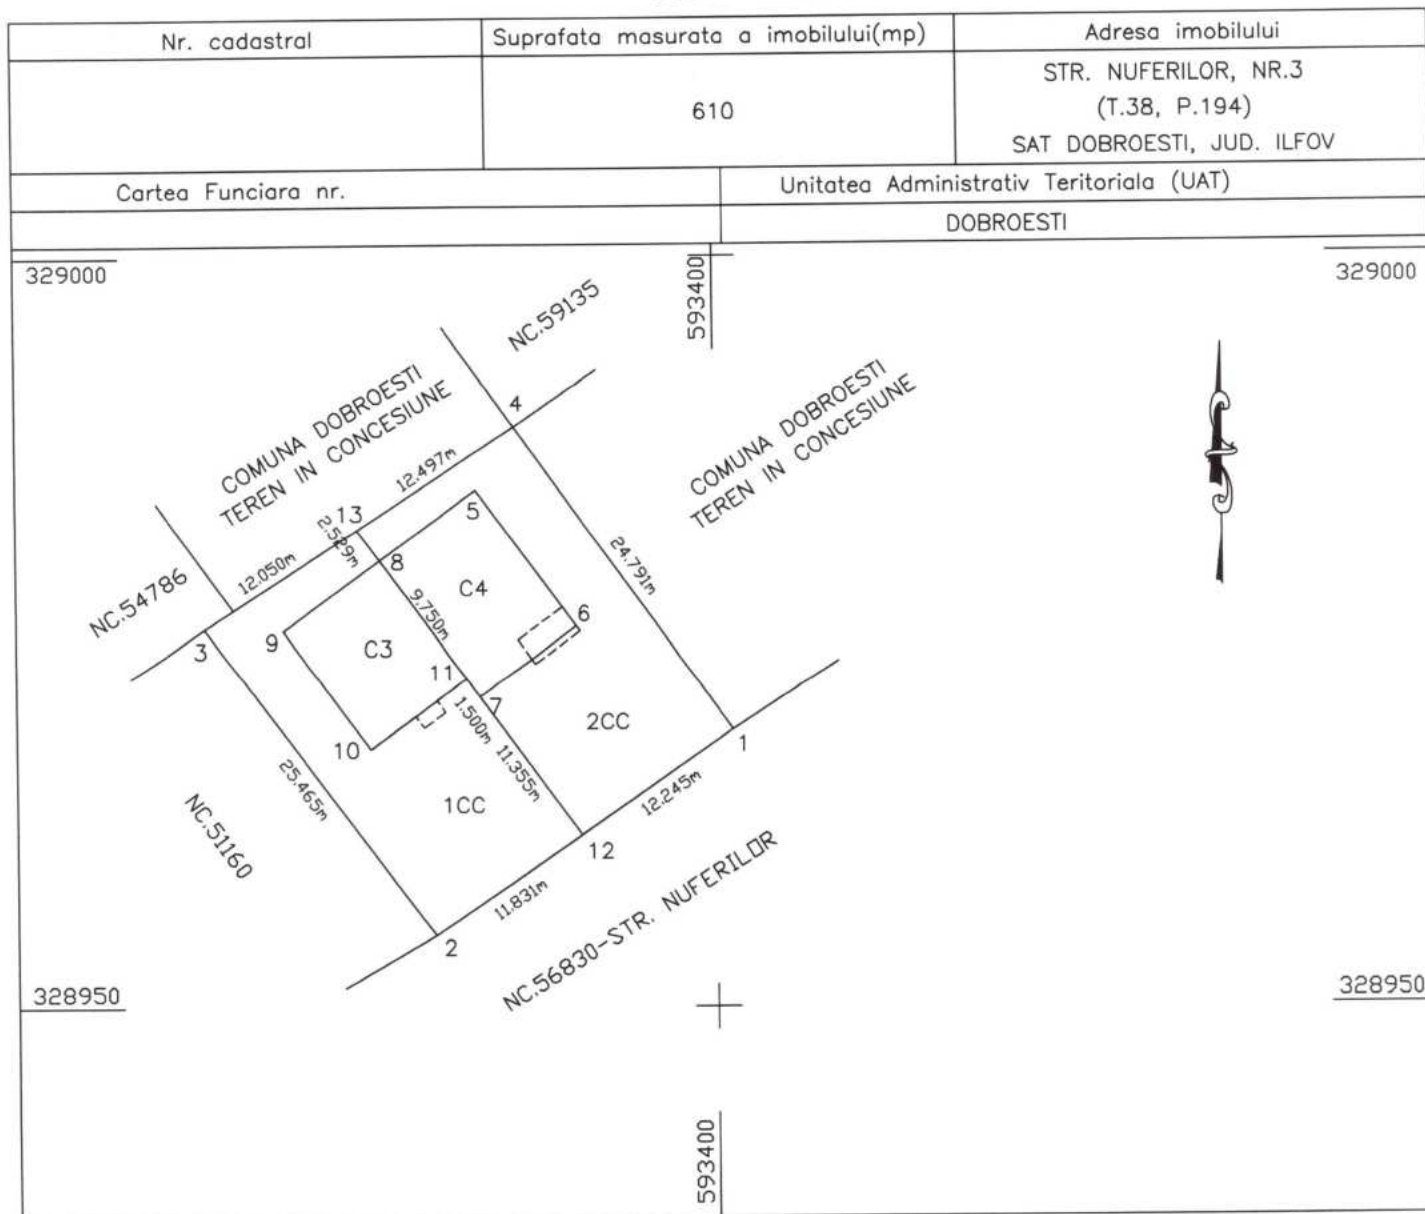 Nr. cadastral
Suprafata masurata a imobilului(mp)
Adresa imobilului
610
STR. NUFERILOR, NR.3
(T.38, P.194)
SAT DOBROESTI, JUD. ILFOV
Cartea Funciara nr.
Unitatea Administrativ Teritoriala (UAT)
DOBROESTI
329000
593400
329000
NC.59135
COMUNA DOBROESTI
TEREN IN CONCESIUNE
4
COMUNA DOBROESTI
TEREN IN CONCESIUNE
12.497m
13
5
2.529m
8
24.791m
12.050m
C4
NC.54786
9.750m
6
9
C3
3
11
7
1.500m
2CC
1
10
11.355m
25.465m
12.245m
1CC
NC.51160
12
11.831m
2
NC.56830-STR. NUFERILOR
328950
328950
593400